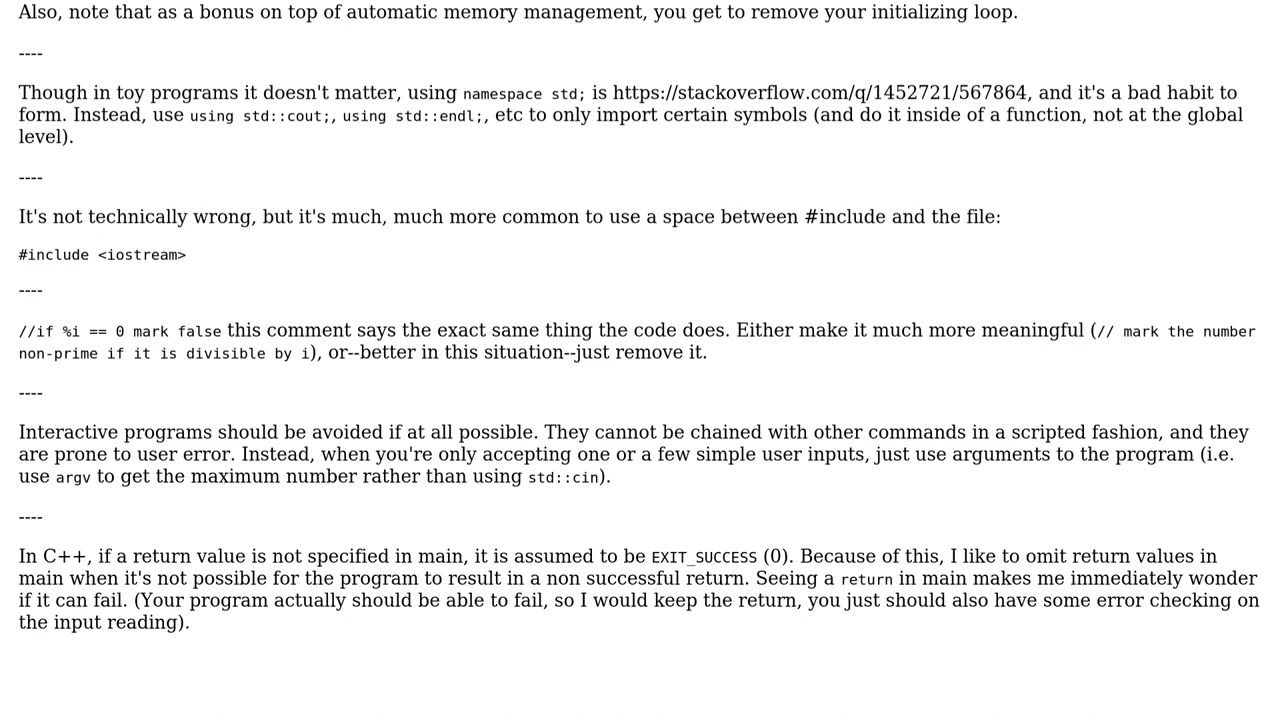 Also, note that as a bonus on top of automatic memory management, you get to remove your initializing loop.
----
Though in toy programs it doesn't matter, using namespace std; is https://stackoverflow.com/q/1452721/567864, and it's a bad habit to
form. Instead, use using std::cout;, using std::endl;, etc to only import certain symbols (and do it inside of a function, not at the global
level).
----
It's not technically wrong, but it's much, much more common to use a space between #include and the file:
#include <iostream>
----
//if %i == 0 mark false this comment says the exact same thing the code does. Either make it much more meaningful (// mark the number
non-prime if it is divisible by i), or--better in this situation--just remove it.
----
Interactive programs should be avoided if at all possible. They cannot be chained with other commands in a scripted fashion, and they
are prone to user error. Instead, when you're only accepting one or a few simple user inputs, just use arguments to the program (i.e.
use argv to get the maximum number rather than using std::cin).
----
In C++, if a return value is not specified in main, it is assumed to be EXIT_SUCCESS (0). Because of this, I like to omit return values in
main when it's not possible for the program to result in a non successful return. Seeing a return in main makes me immediately wonder
if it can fail. (Your program actually should be able to fail, so I would keep the return, you just should also have some error checking on
the input reading).